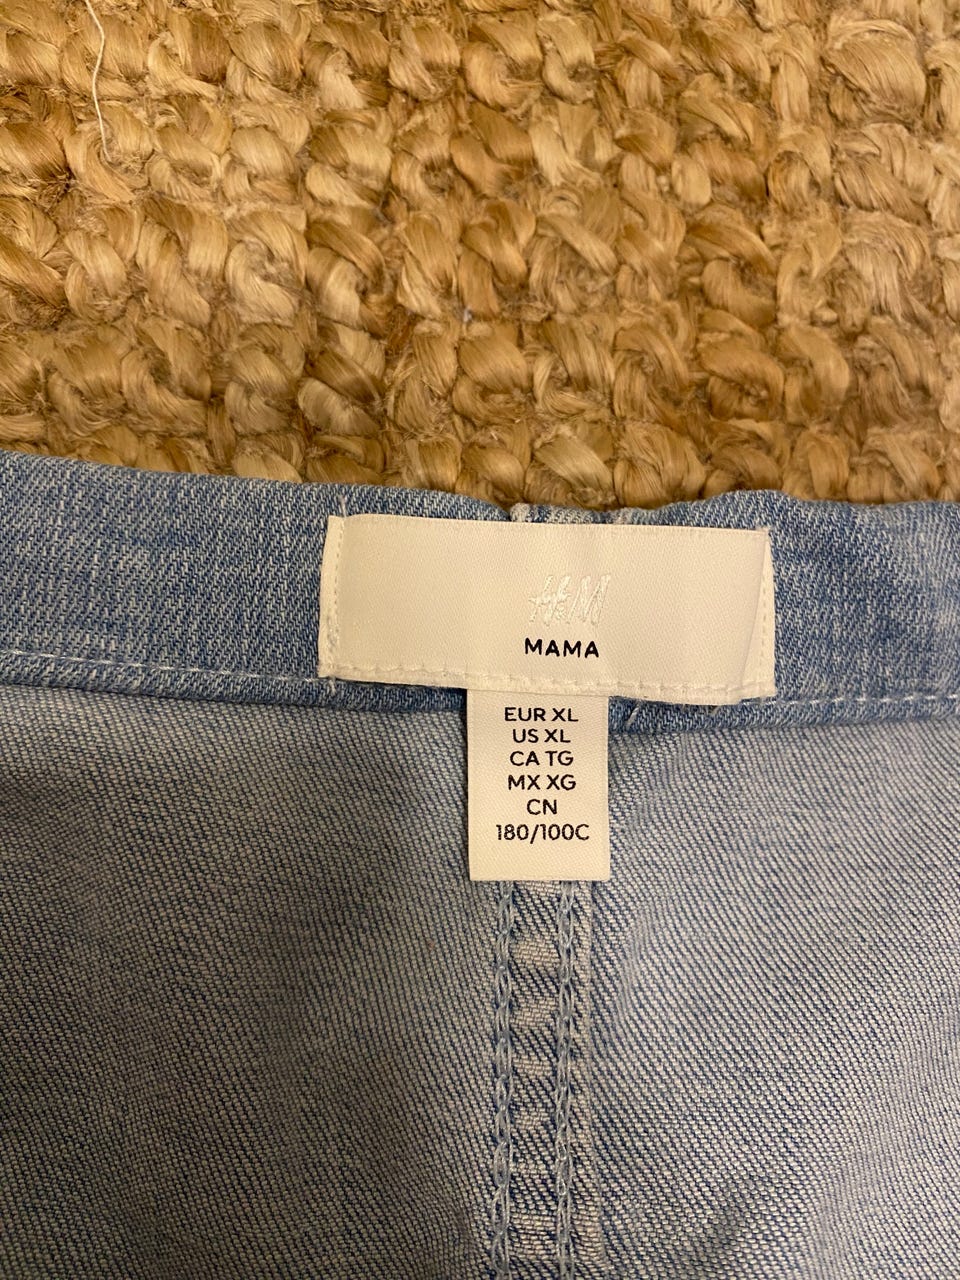 H&M
MAMA
EUR XL
US XL
CA TG
MX XG
CN
180/100C